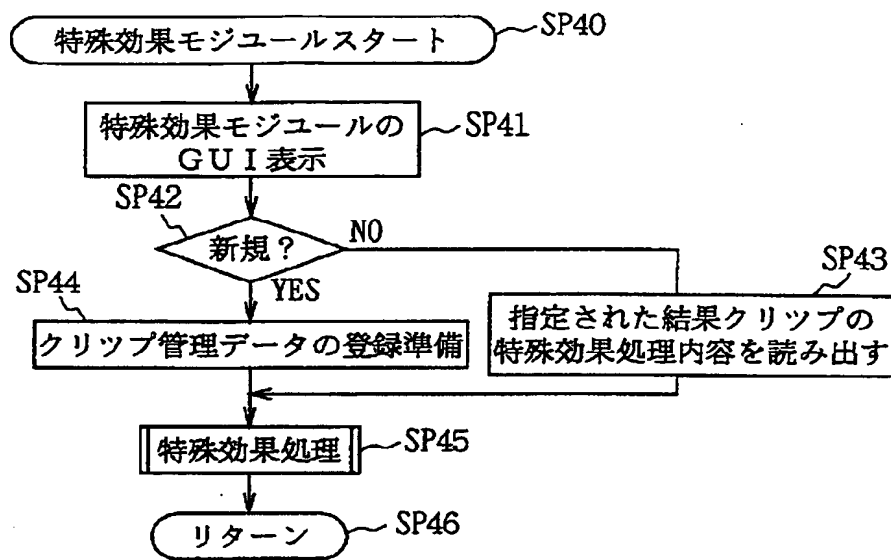 特殊効果モジユールスタート
SP40
特殊効果モジユールの
GUI表示
SP41
SP42
新規?
NO
YES
SP43
指定された結果クリツプの
特殊効果処理内容を読み出す
SP44
クリツプ管理データの登録準備
特殊効果処理
SP45
リターン
SP46